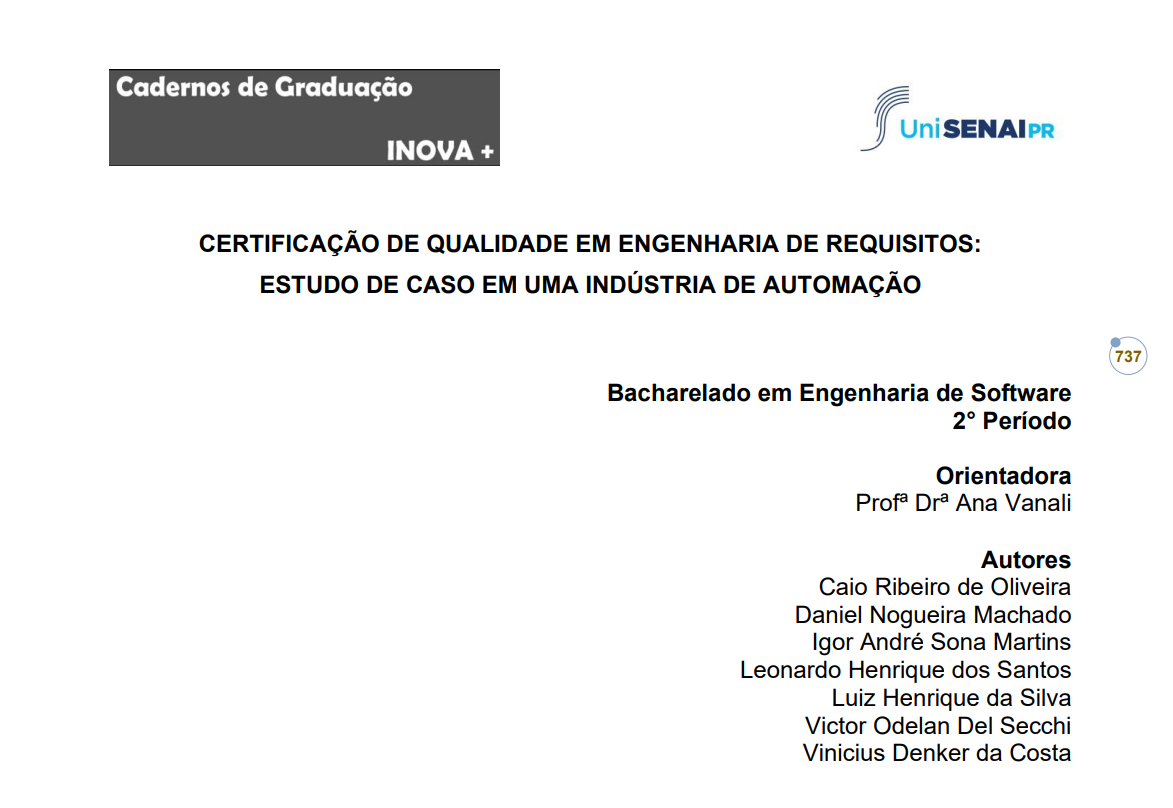 Cadernos de Graduação
INOVA +
UniSENAIPR
CERTIFICAÇÃO DE QUALIDADE EM ENGENHARIA DE REQUISITOS:
ESTUDO DE CASO EM UMA INDÚSTRIA DE AUTOMAÇÃO
737
Bacharelado em Engenharia de Software
2° Período
Orientadora
Profª Drª Ana Vanali
Autores
Caio Ribeiro de Oliveira
Daniel Nogueira Machado
Igor André Sona Martins
Leonardo Henrique dos Santos
Luiz Henrique da Silva
Victor Odelan Del Secchi
Vinicius Denker da Costa